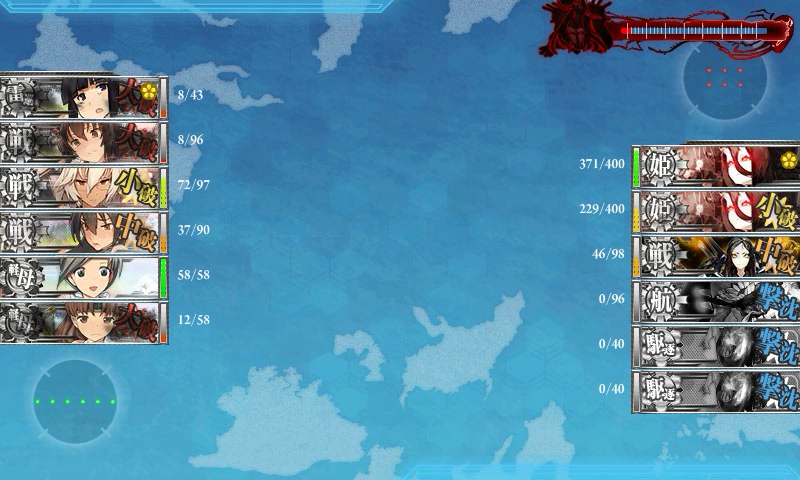 雷 大破 8/43
戦 大破 8/96
戦 小破 72/97
戦 中破 37/90
軽母 58/58
軽母 大破 12/58
371/400 姫
229/400 姫 小破
46/98 戦 中破
0/96 航 撃沈
0/40 駆逐 撃沈
0/40 駆逐 撃沈